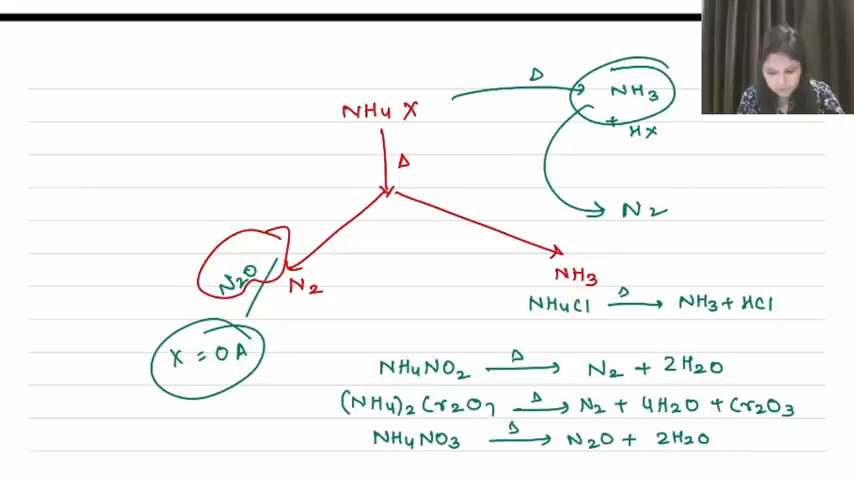 Δ
NH3
NH4 X
+ HX
Δ
N2
N2O
N2
NH3
NH4Cl Δ→ NH3 + HCl
X = OA
NH4NO2 Δ→ N2 + 2H2O
(NH4)2Cr2O7 Δ→ N2 + 4H2O + Cr2O3
NH4NO3 Δ→ N2O + 2H2O